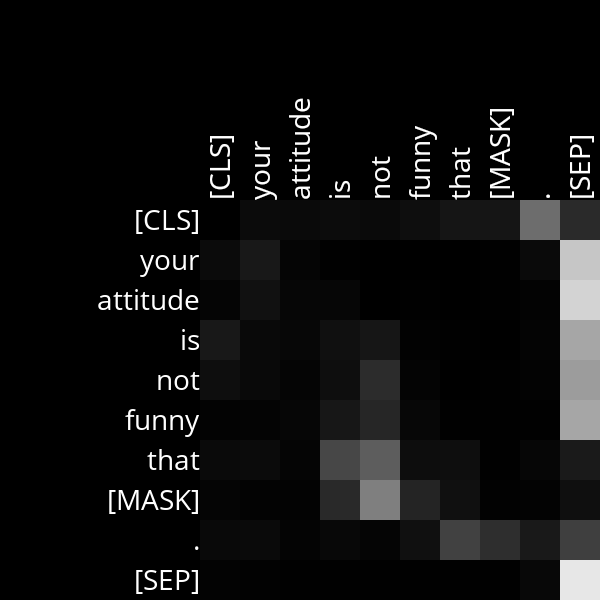 [CLS] your attitude is not funny that [MASK] . [SEP]
[CLS]
your
attitude
is
not
funny
that
[MASK]
.
[SEP]